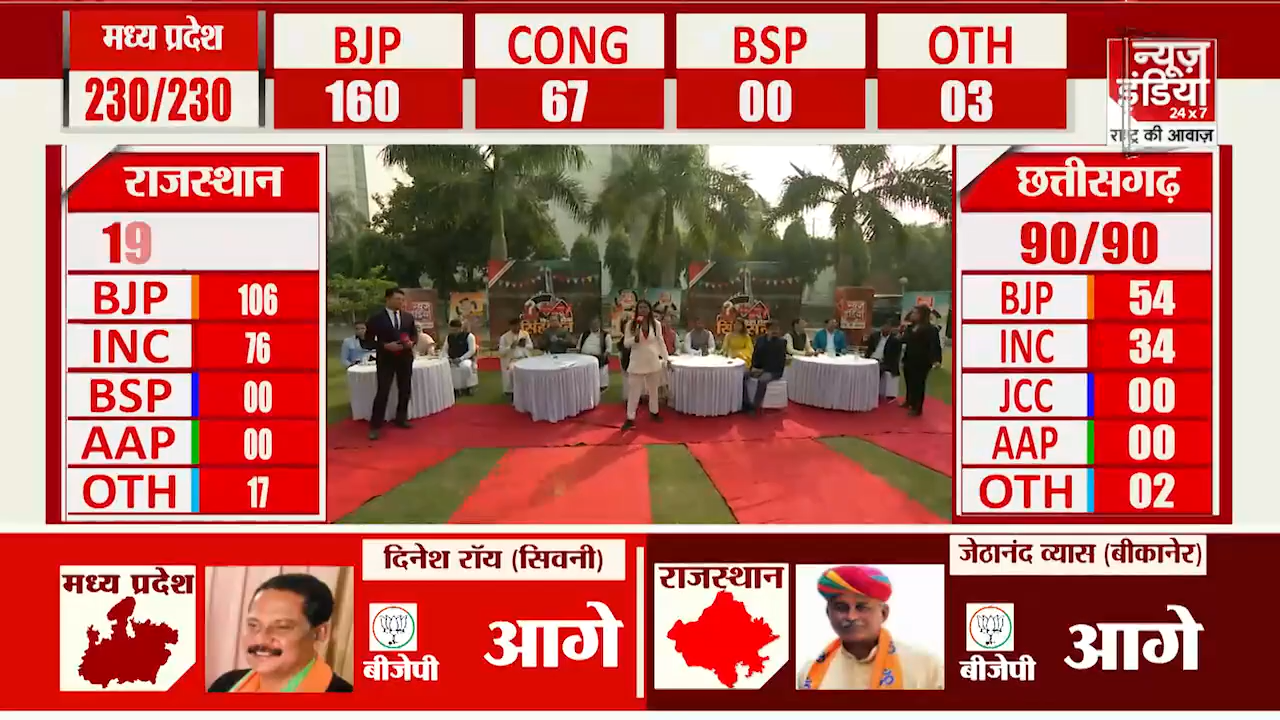 मध्य प्रदेश
230/230
BJP
160
CONG
67
BSP
00
OTH
03
न्यूज़
इंडिया
24x7
राष्ट्र की आवाज़
राजस्थान
19
BJP 106
INC 76
BSP 00
AAP 00
OTH 17
छत्तीसगढ़
90/90
BJP 54
INC 34
JCC 00
AAP 00
OTH 02
मध्य प्रदेश
दिनेश रॉय (सिवनी)
बीजेपी
आगे
राजस्थान
जेठानंद व्यास (बीकानेर)
बीजेपी
आगे